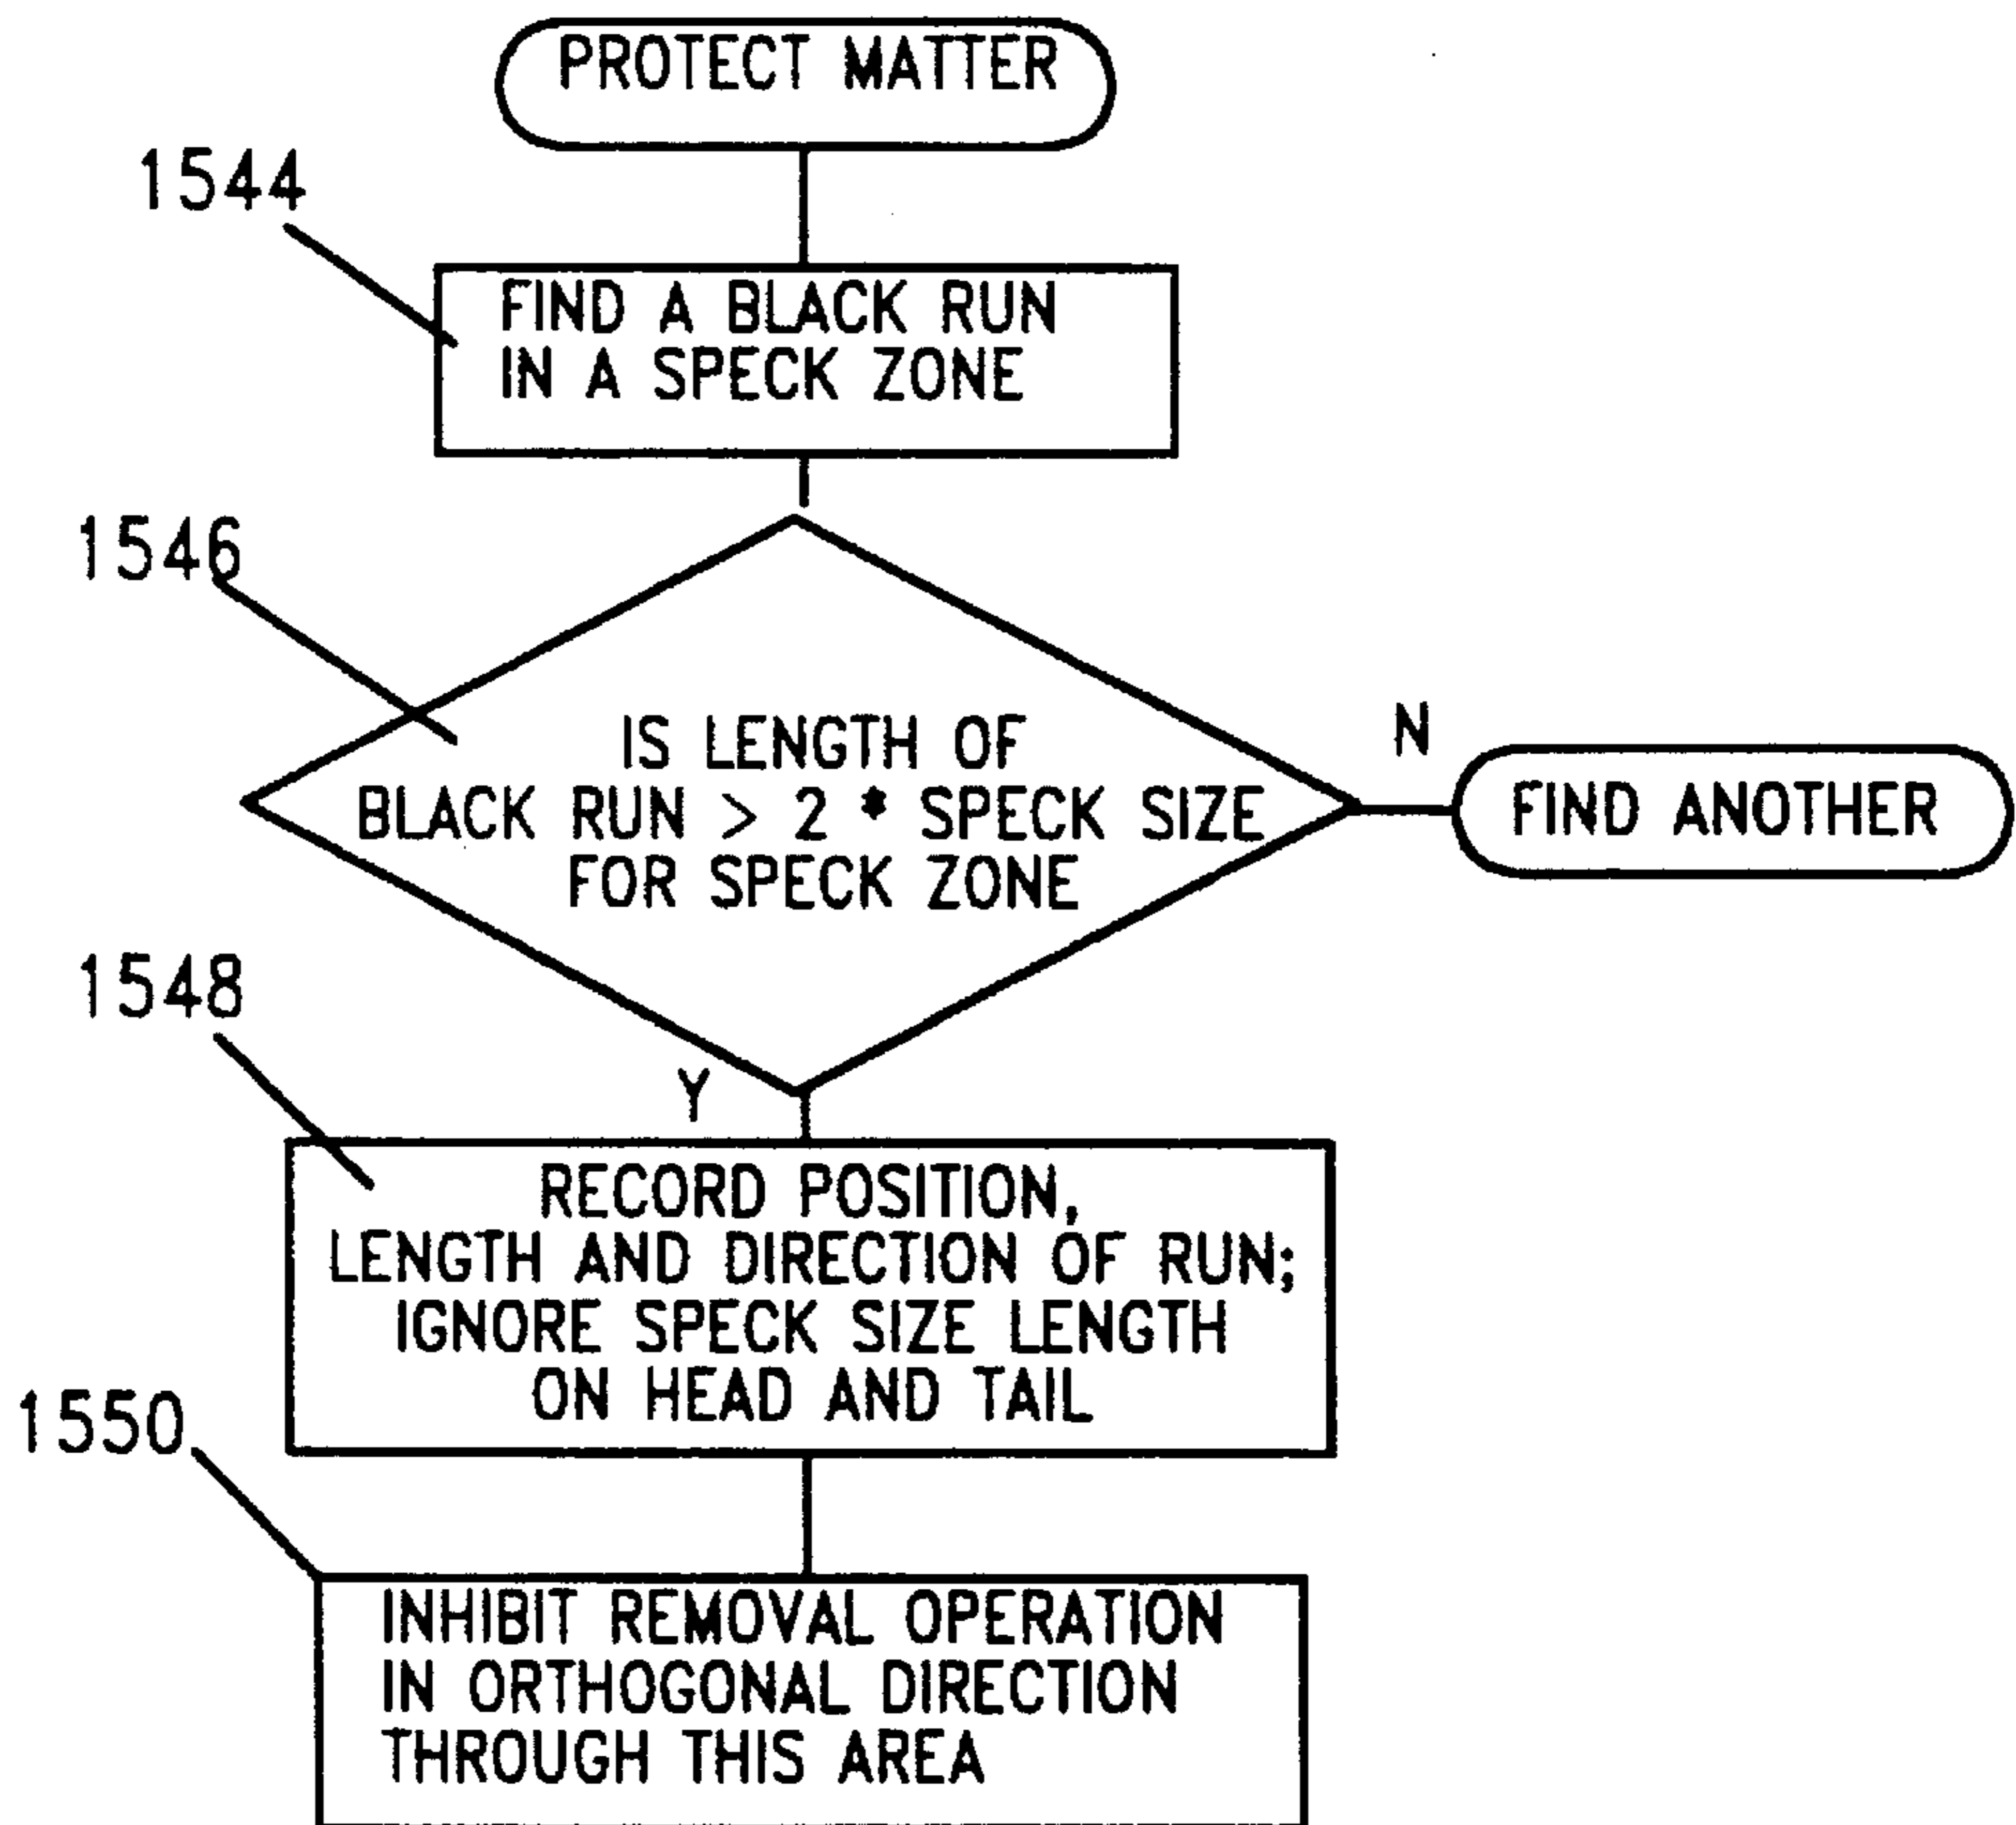 PROTECT MATTER
1544
FIND A BLACK RUN
IN A SPECK ZONE
1546
IS LENGTH OF
BLACK RUN > 2 * SPECK SIZE
FOR SPECK ZONE
N
FIND ANOTHER
Y
1548
RECORD POSITION,
LENGTH AND DIRECTION OF RUN;
IGNORE SPECK SIZE LENGTH
ON HEAD AND TAIL
1550
INHIBIT REMOVAL OPERATION
IN ORTHOGONAL DIRECTION
THROUGH THIS AREA